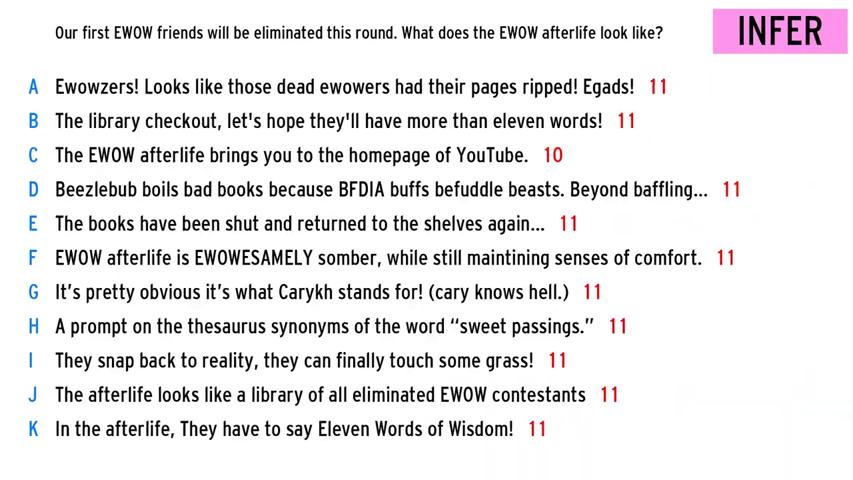 Our first EWOW friends will be eliminated this round. What does the EWOW afterlife look like?
INFER
A Ewowzers! Looks like those dead ewowers had their pages ripped! Egads! 11
B The library checkout, let's hope they'll have more than eleven words! 11
C The EWOW afterlife brings you to the homepage of YouTube. 10
D Beezlebub boils bad books because BFDIA buffs befuddle beasts. Beyond baffling... 11
E The books have been shut and returned to the shelves again... 11
F EWOW afterlife is EWOWESAMELY somber, while still maintining senses of comfort. 11
G It’s pretty obvious it’s what Carykh stands for! (cary knows hell.) 11
H A prompt on the thesaurus synonyms of the word “sweet passings.” 11
I They snap back to reality, they can finally touch some grass! 11
J The afterlife looks like a library of all eliminated EWOW contestants 11
K In the afterlife, They have to say Eleven Words of Wisdom! 11